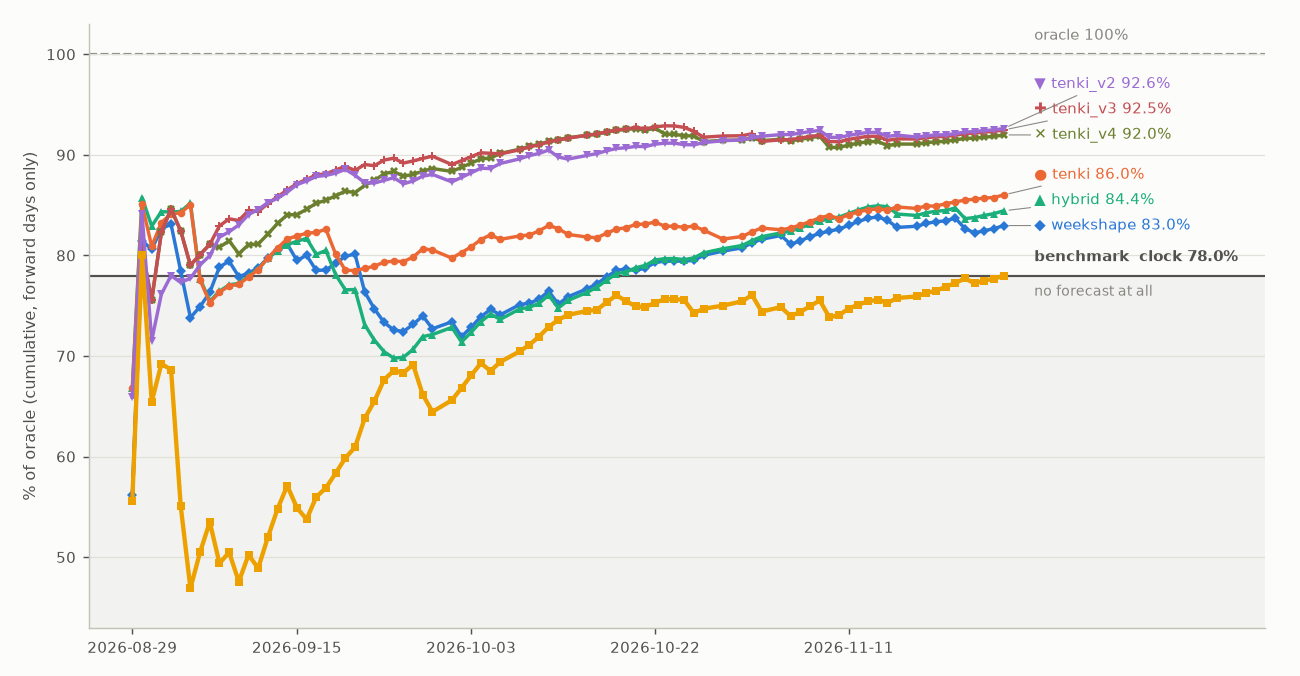 oracle 100%
100
tenki_v2 92.6%
tenki_v3 92.5%
tenki_v4 92.0%
90
tenki 86.0%
hybrid 84.4%
weekshape 83.0%
80
benchmark clock 78.0%
no forecast at all
70
60
50
% of oracle (cumulative, forward days only)
2026-08-29 2026-09-15 2026-10-03 2026-10-22 2026-11-11